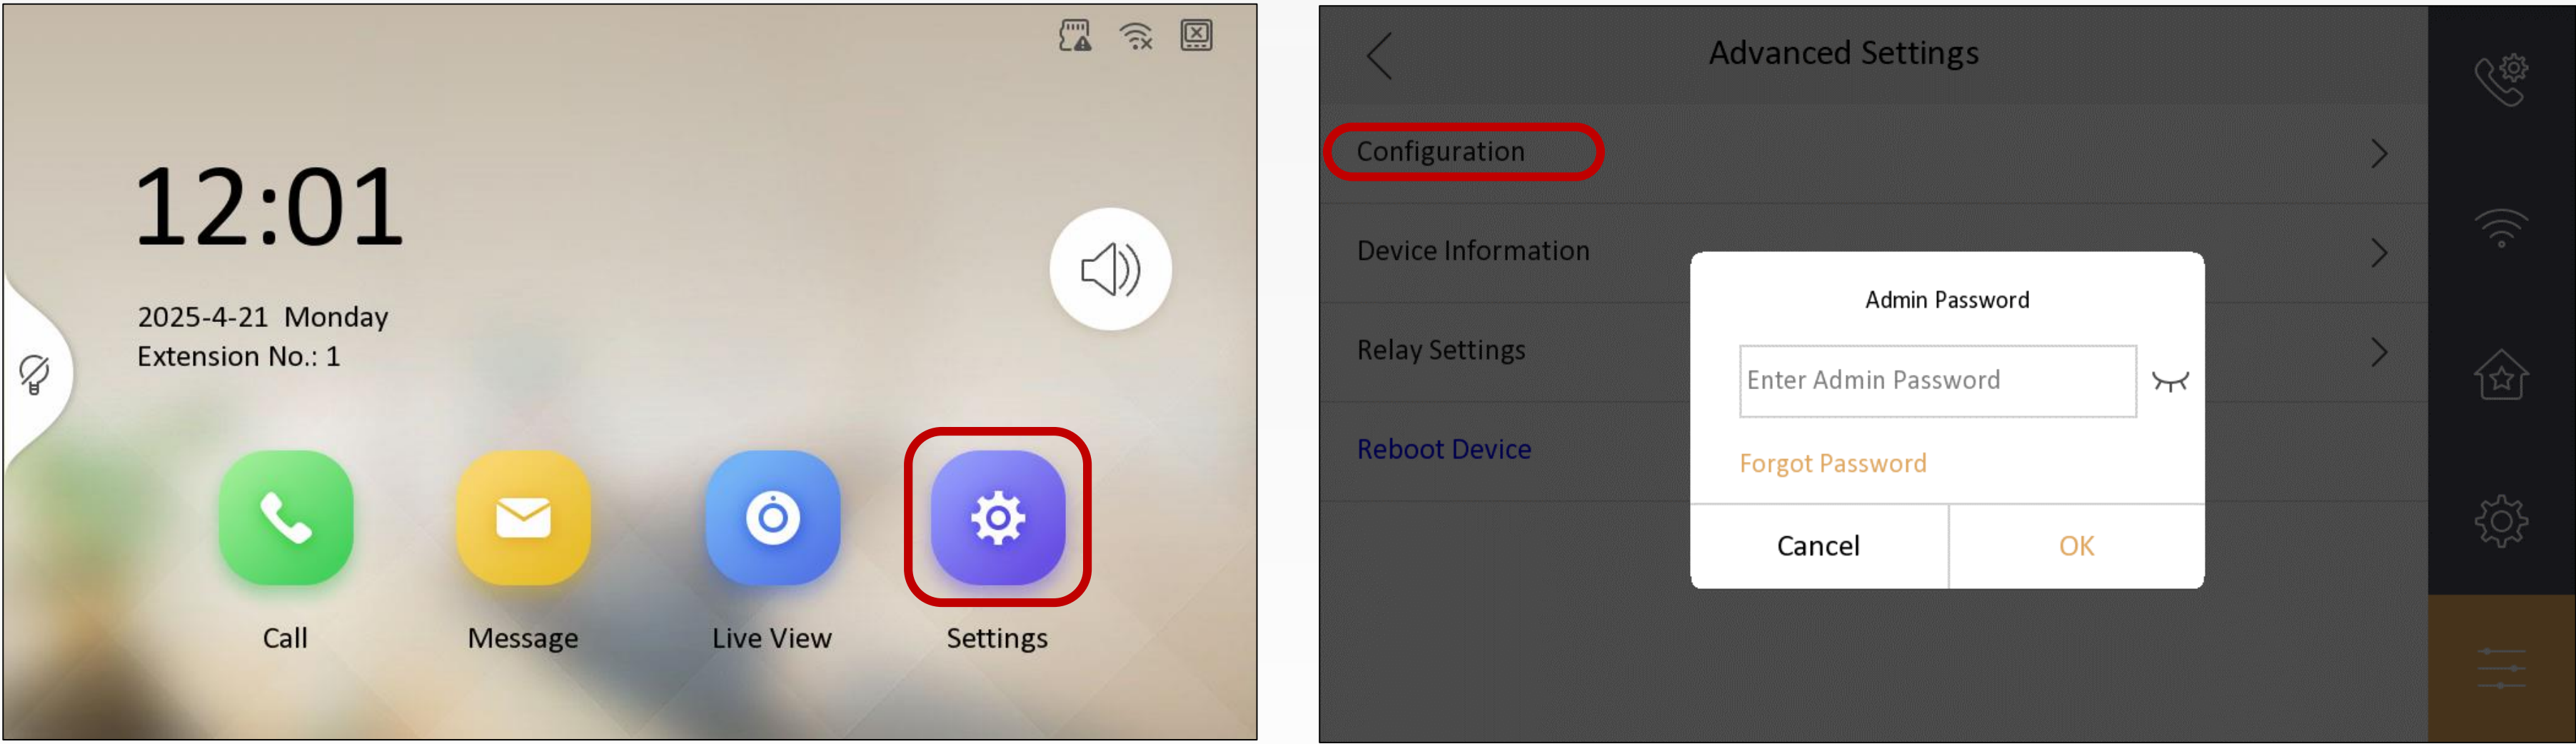 12:01
2025-4-21 Monday
Extension No.: 1
Call
Message
Live View
Settings
Advanced Settings
Configuration
Device Information
Relay Settings
Reboot Device
Admin Password
Enter Admin Password
Forgot Password
Cancel
OK